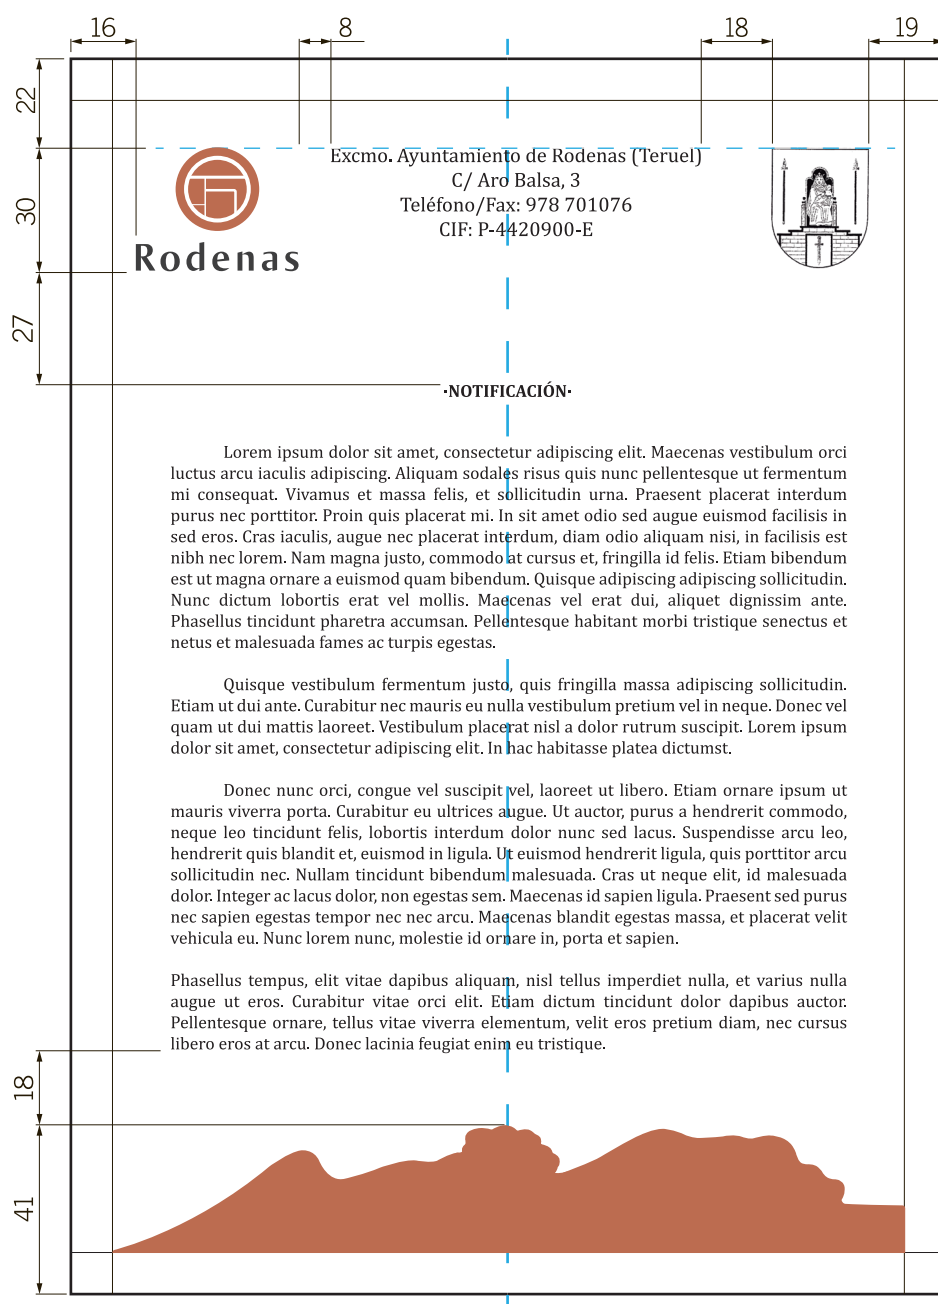 16
8
18
19
22
30
27
18
41
Rodenas
Excmo. Ayuntamiento de Rodenas (Teruel)
C/ Aro Balsa, 3
Teléfono/Fax: 978 701076
CIF: P-4420900-E
·NOTIFICACIÓN·
Lorem ipsum dolor sit amet, consectetur adipiscing elit. Maecenas vestibulum orci
luctus arcu iaculis adipiscing. Aliquam sodales risus quis nunc pellentesque ut fermentum
mi consequat. Vivamus et massa felis, et sollicitudin urna. Praesent placerat interdum
purus nec porttitor. Proin quis placerat mi. In sit amet odio sed augue euismod facilisis in
sed eros. Cras iaculis, augue nec placerat interdum, diam odio aliquam nisi, in facilisis est
nibh nec lorem. Nam magna justo, commodo at cursus et, fringilla id felis. Etiam bibendum
est ut magna ornare a euismod quam bibendum. Quisque adipiscing adipiscing sollicitudin.
Nunc dictum lobortis erat vel mollis. Maecenas vel erat dui, aliquet dignissim ante.
Phasellus tincidunt pharetra accumsan. Pellentesque habitant morbi tristique senectus et
netus et malesuada fames ac turpis egestas.
Quisque vestibulum fermentum justo, quis fringilla massa adipiscing sollicitudin.
Etiam ut dui ante. Curabitur nec mauris eu nulla vestibulum pretium vel in neque. Donec vel
quam ut dui mattis laoreet. Vestibulum placerat nisl a dolor rutrum suscipit. Lorem ipsum
dolor sit amet, consectetur adipiscing elit. In hac habitasse platea dictumst.
Donec nunc orci, congue vel suscipit vel, laoreet ut libero. Etiam ornare ipsum ut
mauris viverra porta. Curabitur eu ultrices augue. Ut auctor, purus a hendrerit commodo,
neque leo tincidunt felis, lobortis interdum dolor nunc sed lacus. Suspendisse arcu leo,
hendrerit quis blandit et, euismod in ligula. Ut euismod hendrerit ligula, quis porttitor arcu
sollicitudin nec. Nullam tincidunt bibendum malesuada. Cras ut neque elit, id malesuada
dolor. Integer ac lacus dolor, non egestas sem. Maecenas id sapien ligula. Praesent sed purus
nec sapien egestas tempor nec nec arcu. Maecenas blandit egestas massa, et placerat velit
vehicula eu. Nunc lorem nunc, molestie id ornare in, porta et sapien.
Phasellus tempus, elit vitae dapibus aliquam, nisl tellus imperdiet nulla, et varius nulla
augue ut eros. Curabitur vitae orci elit. Etiam dictum tincidunt dolor dapibus auctor.
Pellentesque ornare, tellus vitae viverra elementum, velit eros pretium diam, nec cursus
libero eros at arcu. Donec lacinia feugiat enim eu tristique.